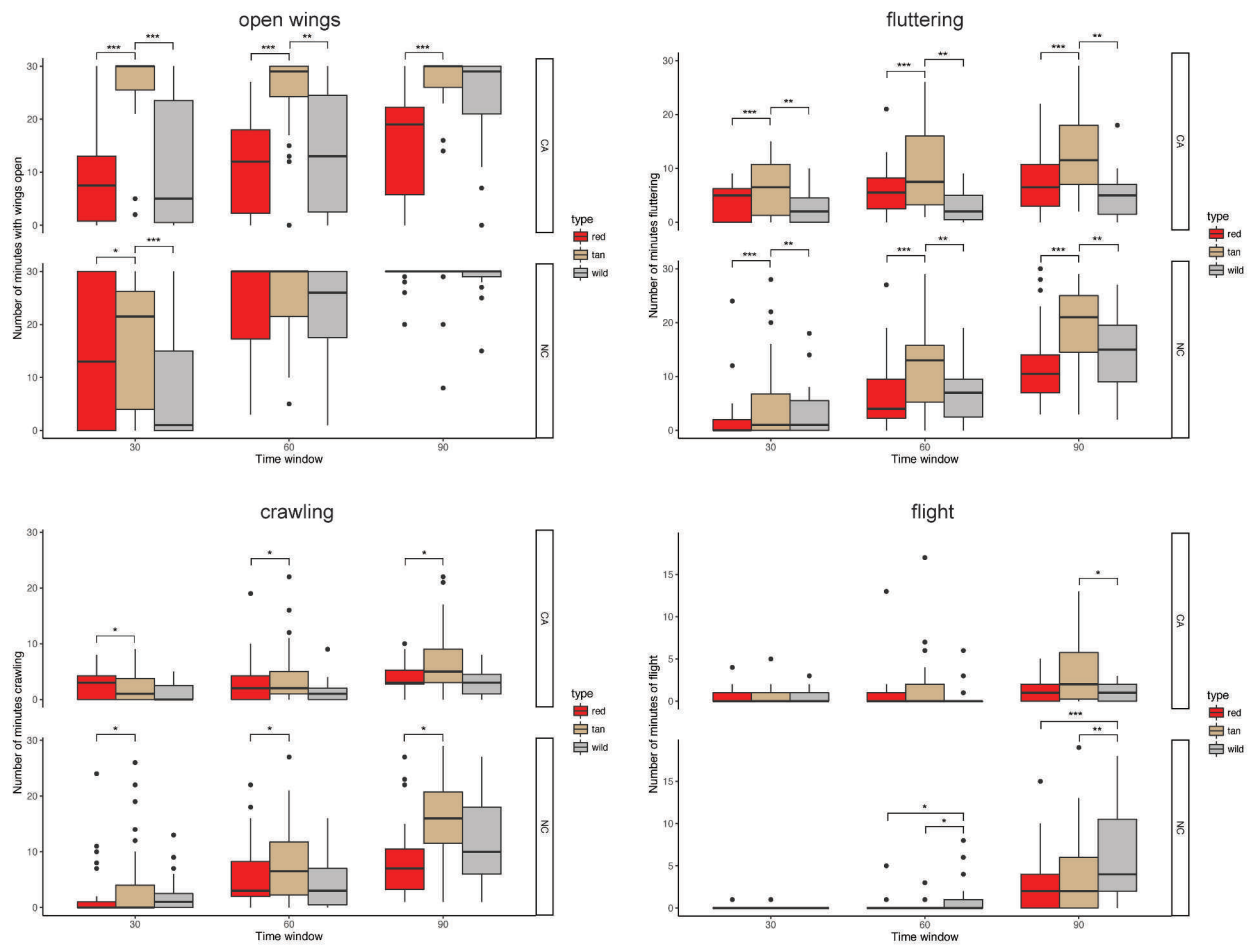 open wings
fluttering
*** ***
*** **
***
*** **
*** **
*** **
30
20
10
0
30
20
10
0
CA
CA
* ***
*** **
*** **
*** **
30
20
10
0
30
20
10
0
NC
NC
30 60 90
30 60 90
Time window
Time window
Number of minutes with wings open
Number of minutes fluttering
type
red
tan
wild
type
red
tan
wild
crawling
flight
*
*
*
*
30
20
10
0
15
10
5
0
CA
CA
*
*
*
*
*
***
**
30
20
10
0
15
10
5
0
NC
NC
30 60 90
30 60 90
Time window
Time window
Number of minutes crawling
Number of minutes of flight
type
red
tan
wild
type
red
tan
wild